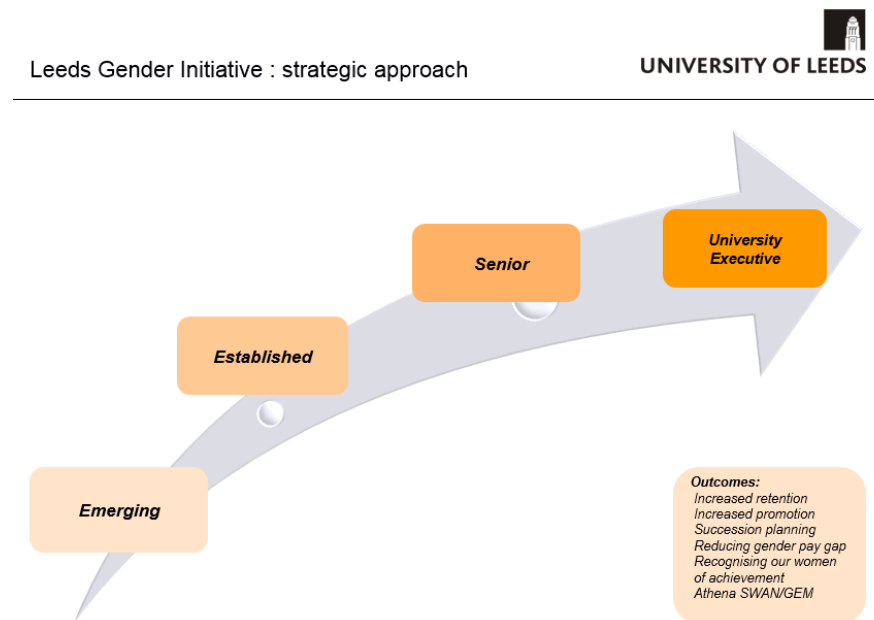 Leeds Gender Initiative : strategic approach
UNIVERSITY OF LEEDS
University
Executive
Senior
Established
Emerging
Outcomes:
Increased retention
Increased promotion
Succession planning
Reducing gender pay gap
Recognising our women
of achievement
Athena SWAN/GEM